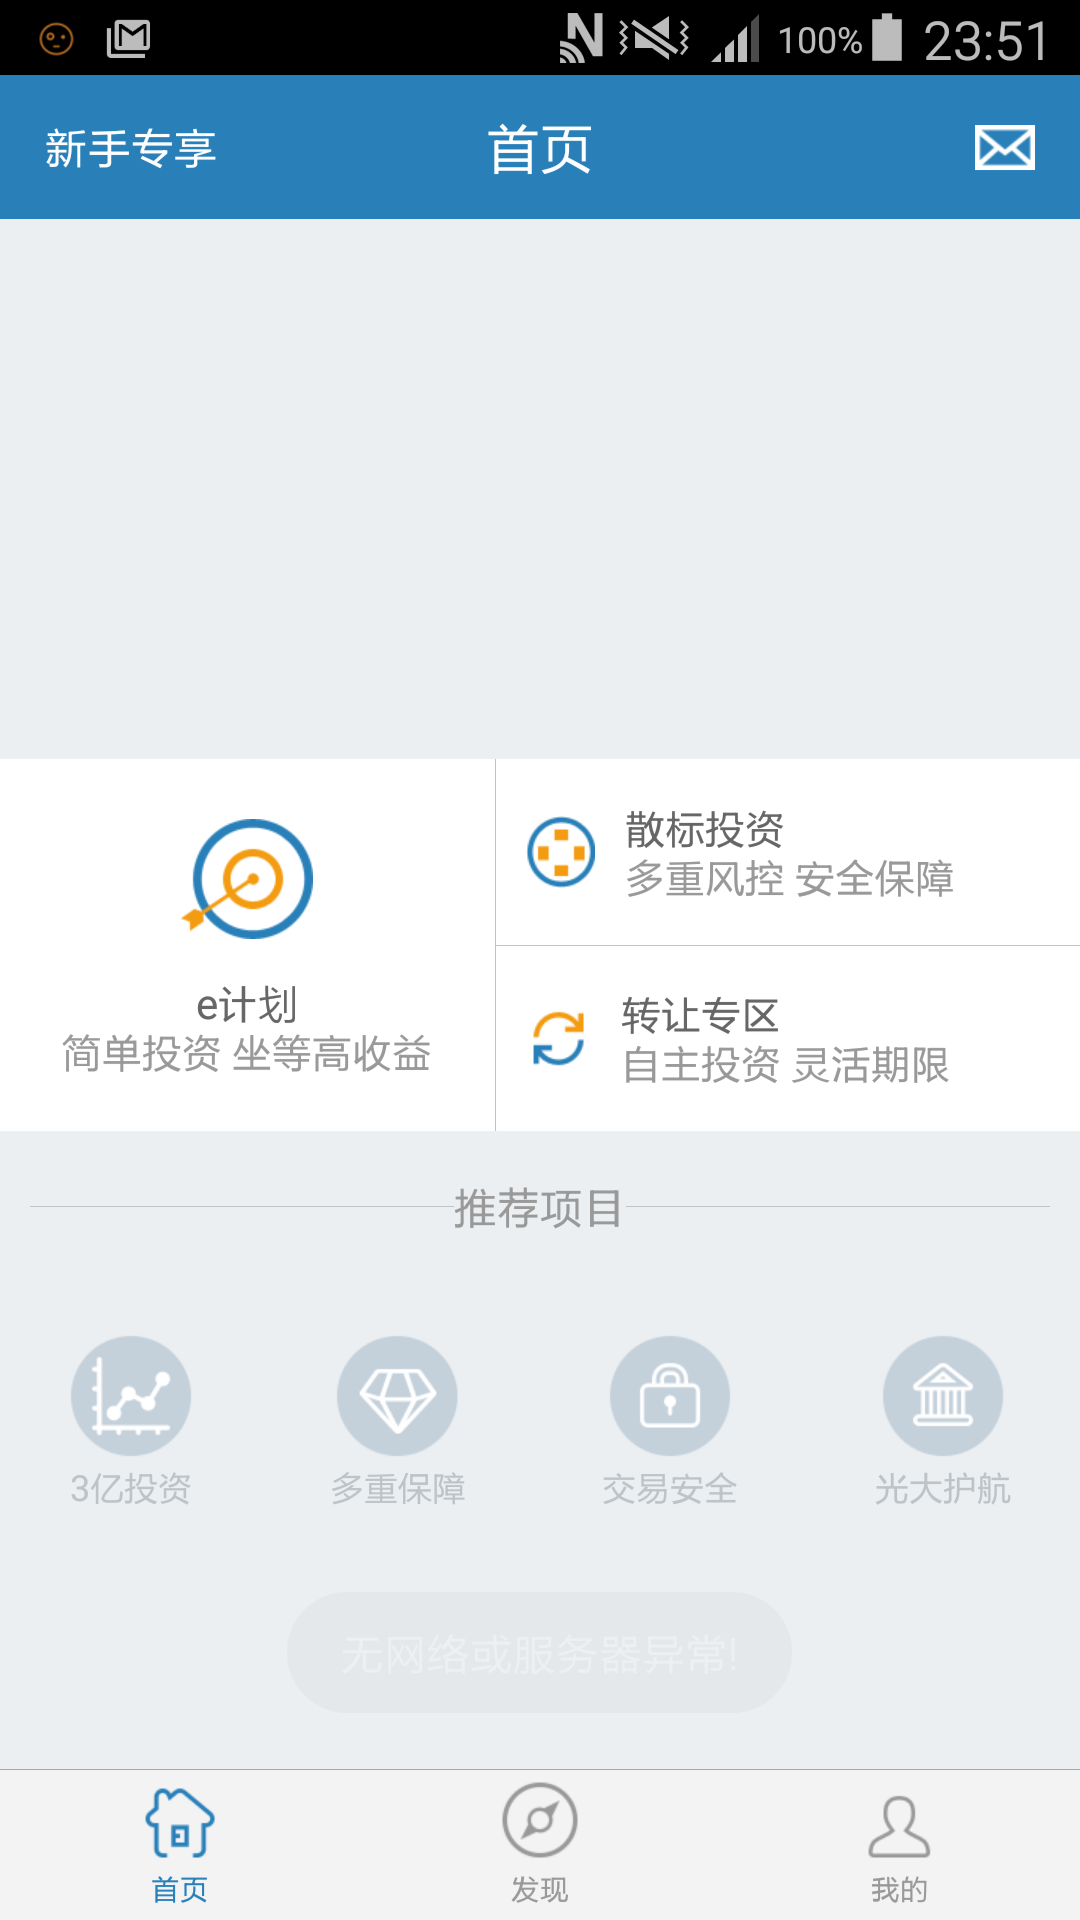 100% 23:51
新手专享
首页
散标投资
多重风控 安全保障
e计划
简单投资 坐等高收益
转让专区
自主投资 灵活期限
推荐项目
3亿投资
多重保障
交易安全
光大护航
无网络或服务器异常!
首页
发现
我的